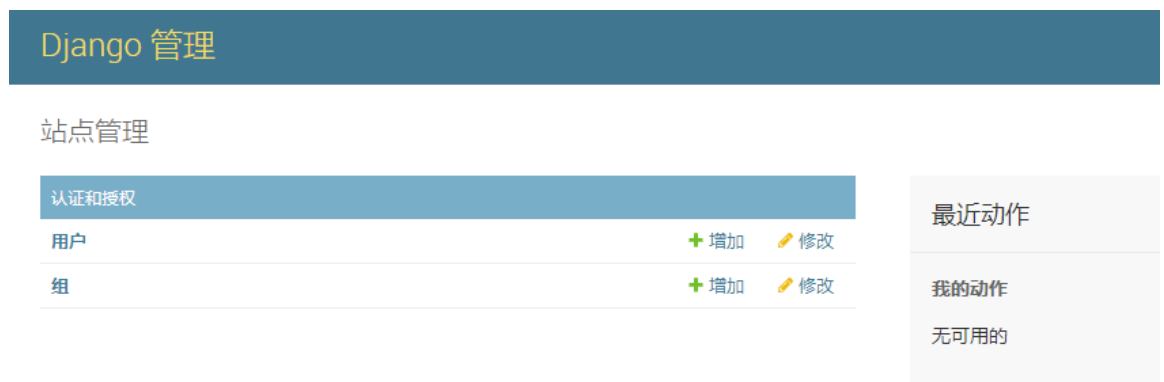 Django 管理
站点管理
认证和授权
用户 增加 修改
组 增加 修改
最近动作
我的动作
无可用的